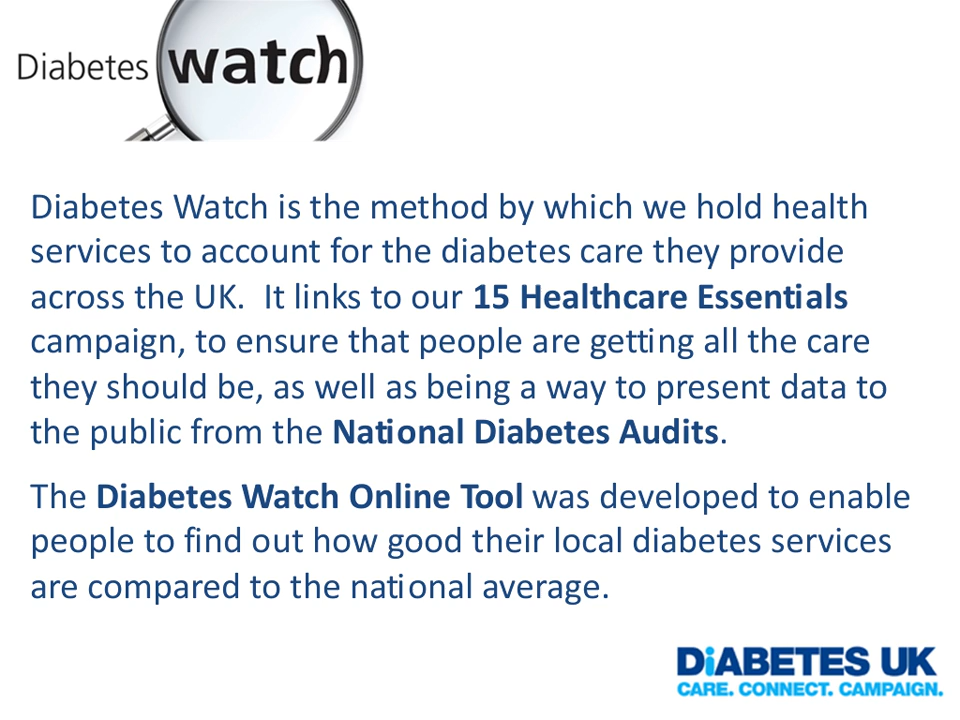 Diabetes watch
Diabetes Watch is the method by which we hold health
services to account for the diabetes care they provide
across the UK. It links to our 15 Healthcare Essentials
campaign, to ensure that people are getting all the care
they should be, as well as being a way to present data to
the public from the National Diabetes Audits.
The Diabetes Watch Online Tool was developed to enable
people to find out how good their local diabetes services
are compared to the national average.
DiABETES UK
CARE. CONNECT. CAMPAIGN.